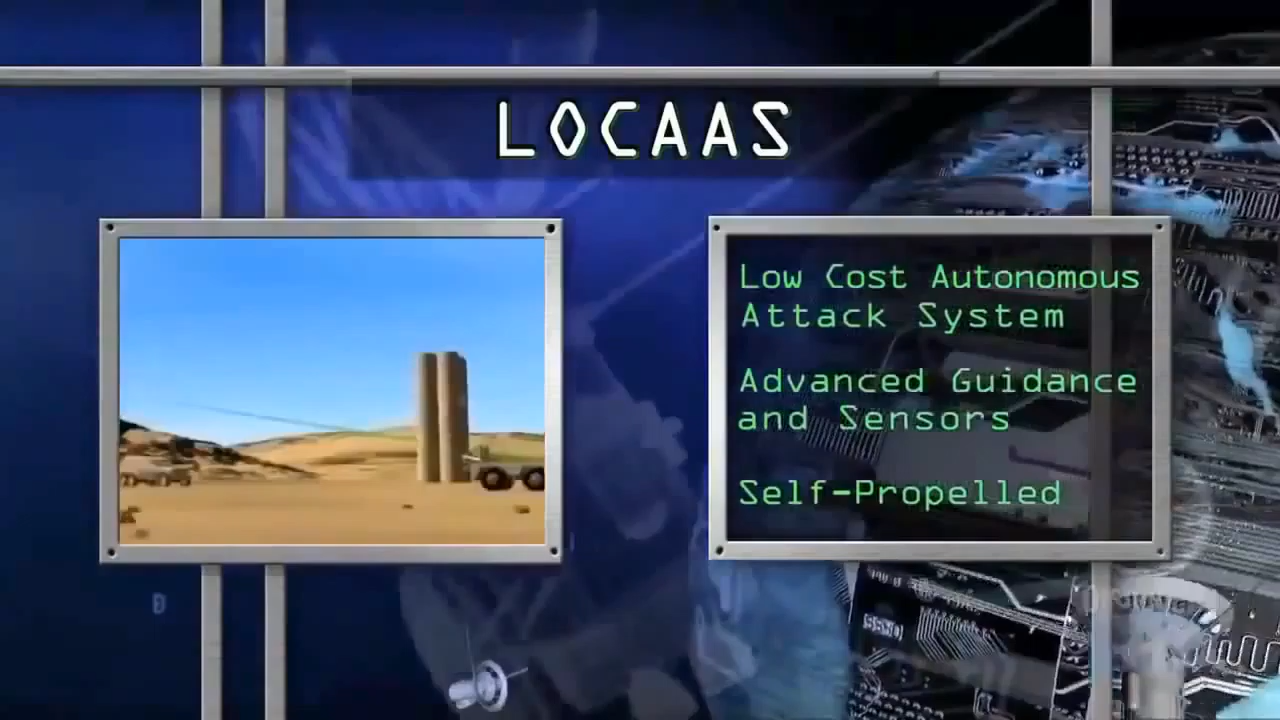 LOCAAS
Low Cost Autonomous
Attack System
Advanced Guidance
and Sensors
Self-Propelled